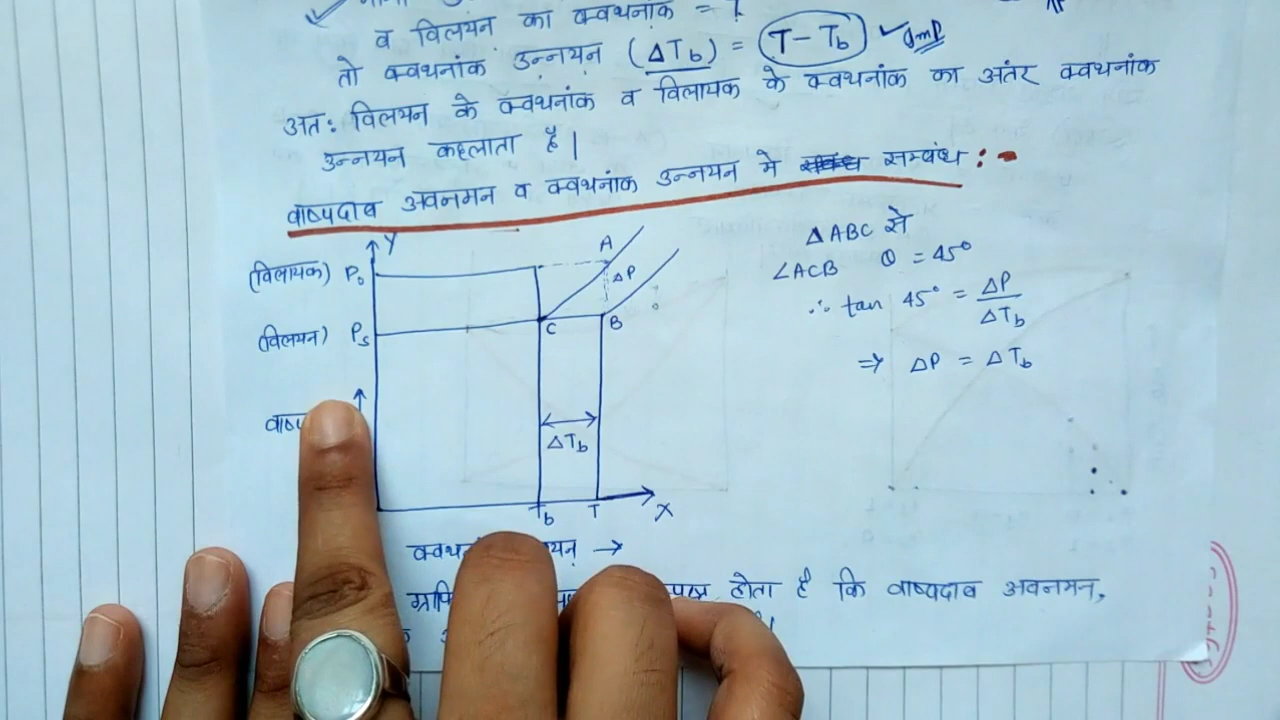 व विलयन का क्वथनांक = T
तो क्वथनांक उन्नयन (ΔTb) = (T - Tb) ✓Imp
अतः विलयन के क्वथनांक व विलायक के क्वथनांक का अंतर क्वथनांक
उन्नयन कहलाता है।
वाष्पदाब अवनमन व क्वथनांक उन्नयन मे सम्बंध :-
Y
A
(विलायक) P₀
ΔP
(विलयन) Ps
C
B
ΔTb
Tb
T
X
ΔABC से
∠ACB θ = 45°
∴ tan 45° = ΔP/ΔTb
⇒ ΔP = ΔTb
होता है कि वाष्पदाब अवनमन,